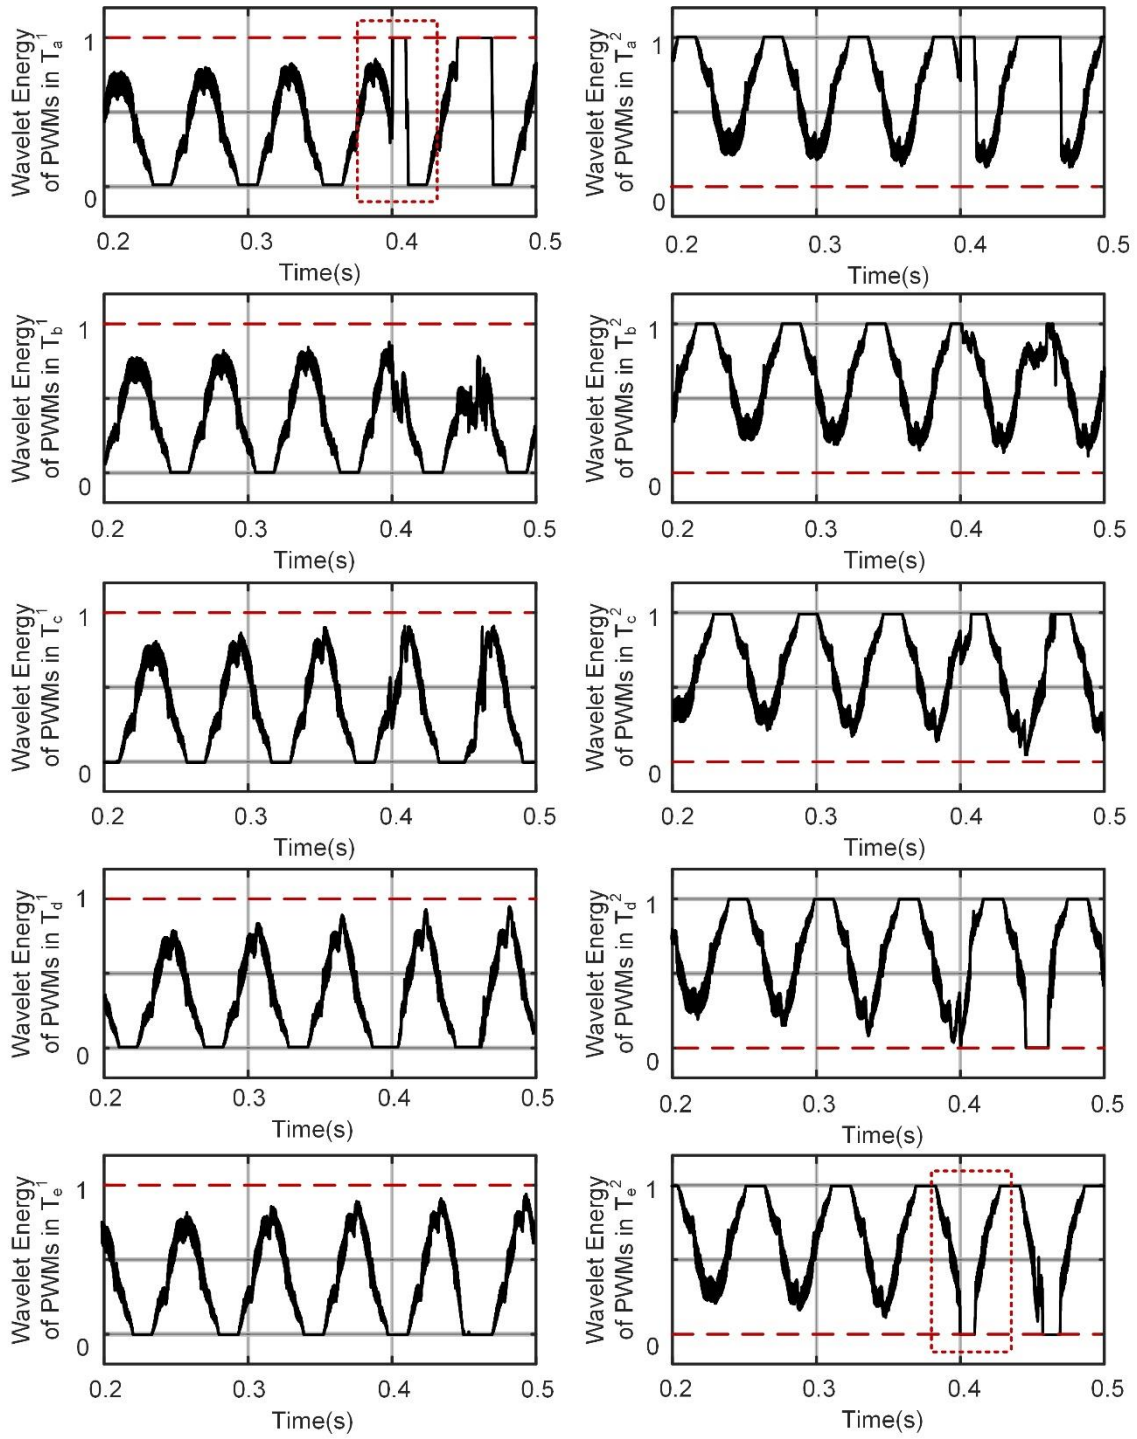 Wavelet Energy
of PWMs in Ta1
1
0
0.2 0.3 0.4 0.5
Time(s)
Wavelet Energy
of PWMs in Ta2
1
0
0.2 0.3 0.4 0.5
Time(s)
Wavelet Energy
of PWMs in Tb1
1
0
0.2 0.3 0.4 0.5
Time(s)
Wavelet Energy
of PWMs in Tb2
1
0
0.2 0.3 0.4 0.5
Time(s)
Wavelet Energy
of PWMs in Tc1
1
0
0.2 0.3 0.4 0.5
Time(s)
Wavelet Energy
of PWMs in Tc2
1
0
0.2 0.3 0.4 0.5
Time(s)
Wavelet Energy
of PWMs in Td1
1
0
0.2 0.3 0.4 0.5
Time(s)
Wavelet Energy
of PWMs in Td2
1
0
0.2 0.3 0.4 0.5
Time(s)
Wavelet Energy
of PWMs in Te1
1
0
0.2 0.3 0.4 0.5
Time(s)
Wavelet Energy
of PWMs in Te2
1
0
0.2 0.3 0.4 0.5
Time(s)